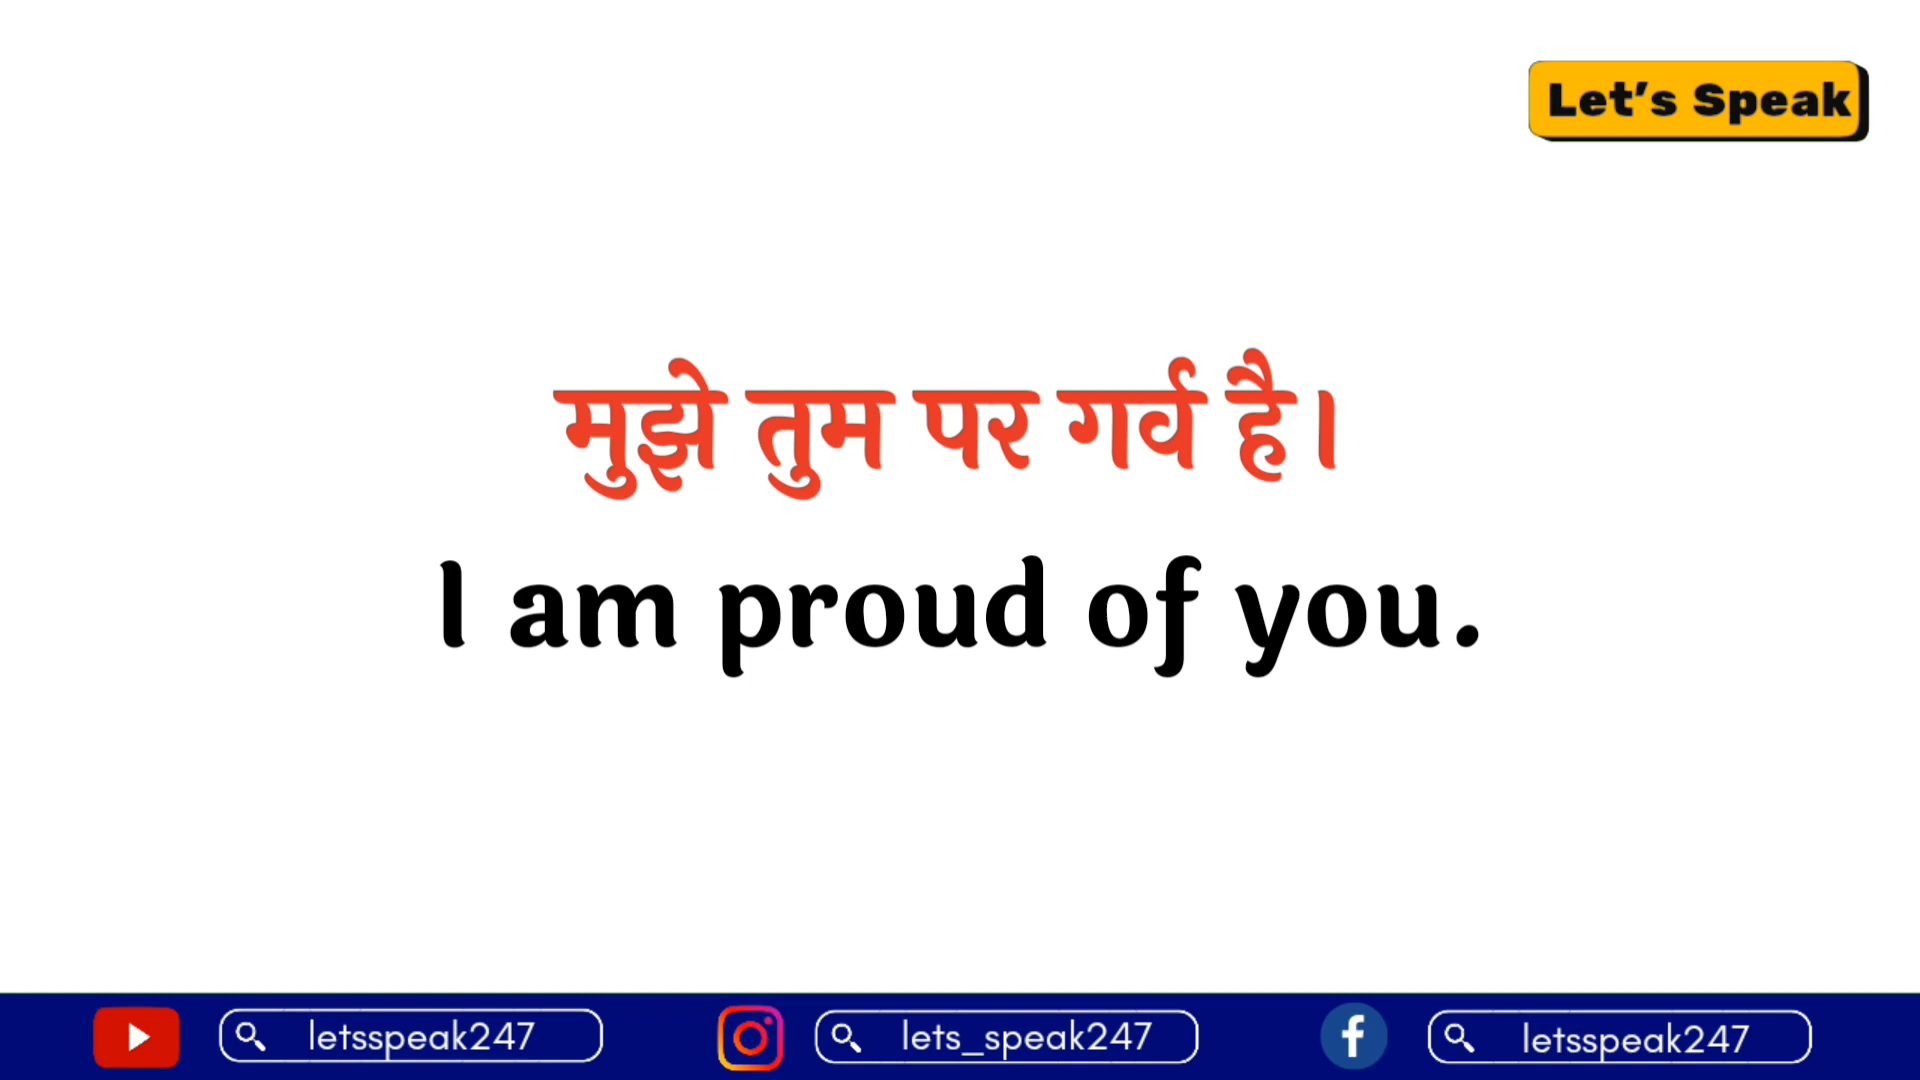 Let's Speak
मुझे तुम पर गर्व है।
I am proud of you.
letsspeak247
lets_speak247
letsspeak247